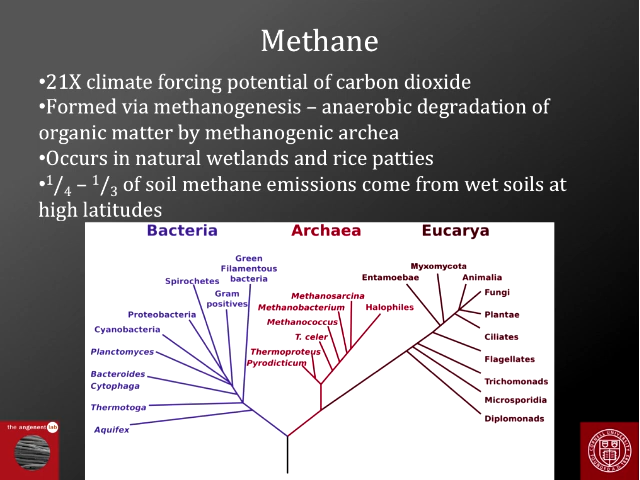 Methane
•21X climate forcing potential of carbon dioxide
•Formed via methanogenesis – anaerobic degradation of
organic matter by methanogenic archea
•Occurs in natural wetlands and rice patties
•1/4 – 1/3 of soil methane emissions come from wet soils at
high latitudes
Bacteria Archaea Eucarya
Green
Filamentous
bacteria
Spirochetes
Gram
positives
Proteobacteria
Cyanobacteria
Planctomyces
Bacteroides
Cytophaga
Thermotoga
Aquifex
Methanosarcina
Methanobacterium
Halophiles
Methanococcus
T. celer
Thermoproteus
Pyrodicticum
Myxomycota
Entamoebae
Animalia
Fungi
Plantae
Ciliates
Flagellates
Trichomonads
Microsporidia
Diplomonads
the angenent lab